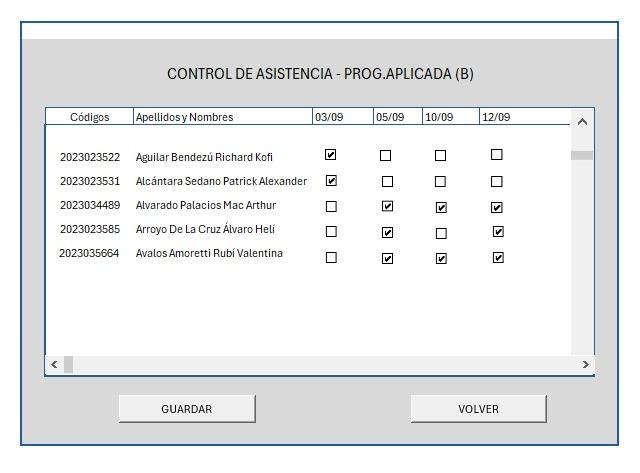 CONTROL DE ASISTENCIA - PROG.APLICADA (B)
Códigos Apellidos y Nombres 03/09 05/09 10/09 12/09
2023023522 Aguilar Bendezú Richard Kofi
2023023531 Alcántara Sedano Patrick Alexander
2023034489 Alvarado Palacios Mac Arthur
2023023585 Arroyo De La Cruz Álvaro Helí
2023035664 Avalos Amoretti Rubí Valentina
GUARDAR VOLVER